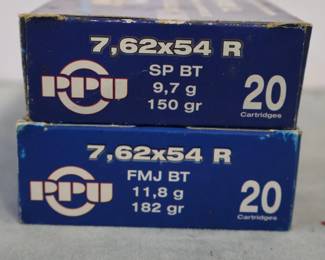 7,62x54 R
PPU
SP BT
9,7 g
150 gr
20
Cartridges
7,62x54 R
PPU
FMJ BT
11,8 g
182 gr
20
Cartridges